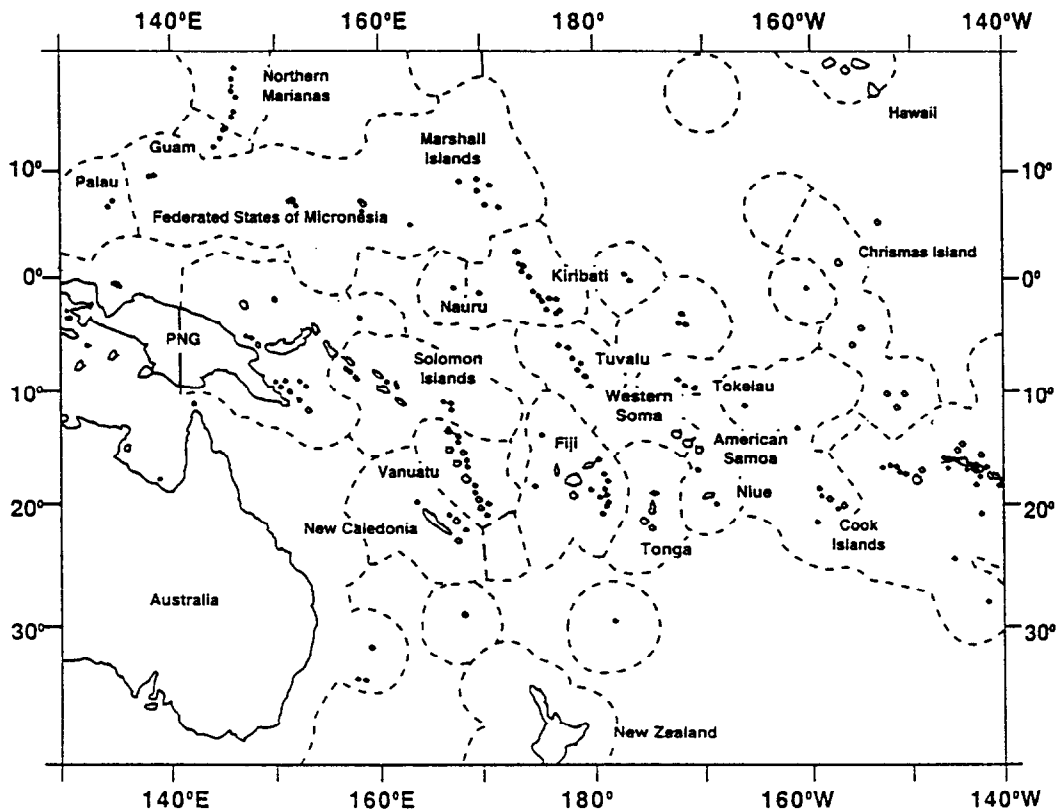 140°E 160°E 180° 160°W 140°W
Northern
Marianas
Hawaii
Guam
Marshall
Islands
10° 10°
Palau
Federated States of Micronesia
Chrismas Island
0° 0°
Kiribati
Nauru
PNG
Solomon
Islands
Tuvalu
10° 10°
Western
Soma
Tokelau
Fiji
American
Samoa
Vanuatu
Niue
20° 20°
New Caledonia
Cook
Islands
Tonga
Australia
30° 30°
New Zealand
140°E 160°E 180° 160°W 140°W